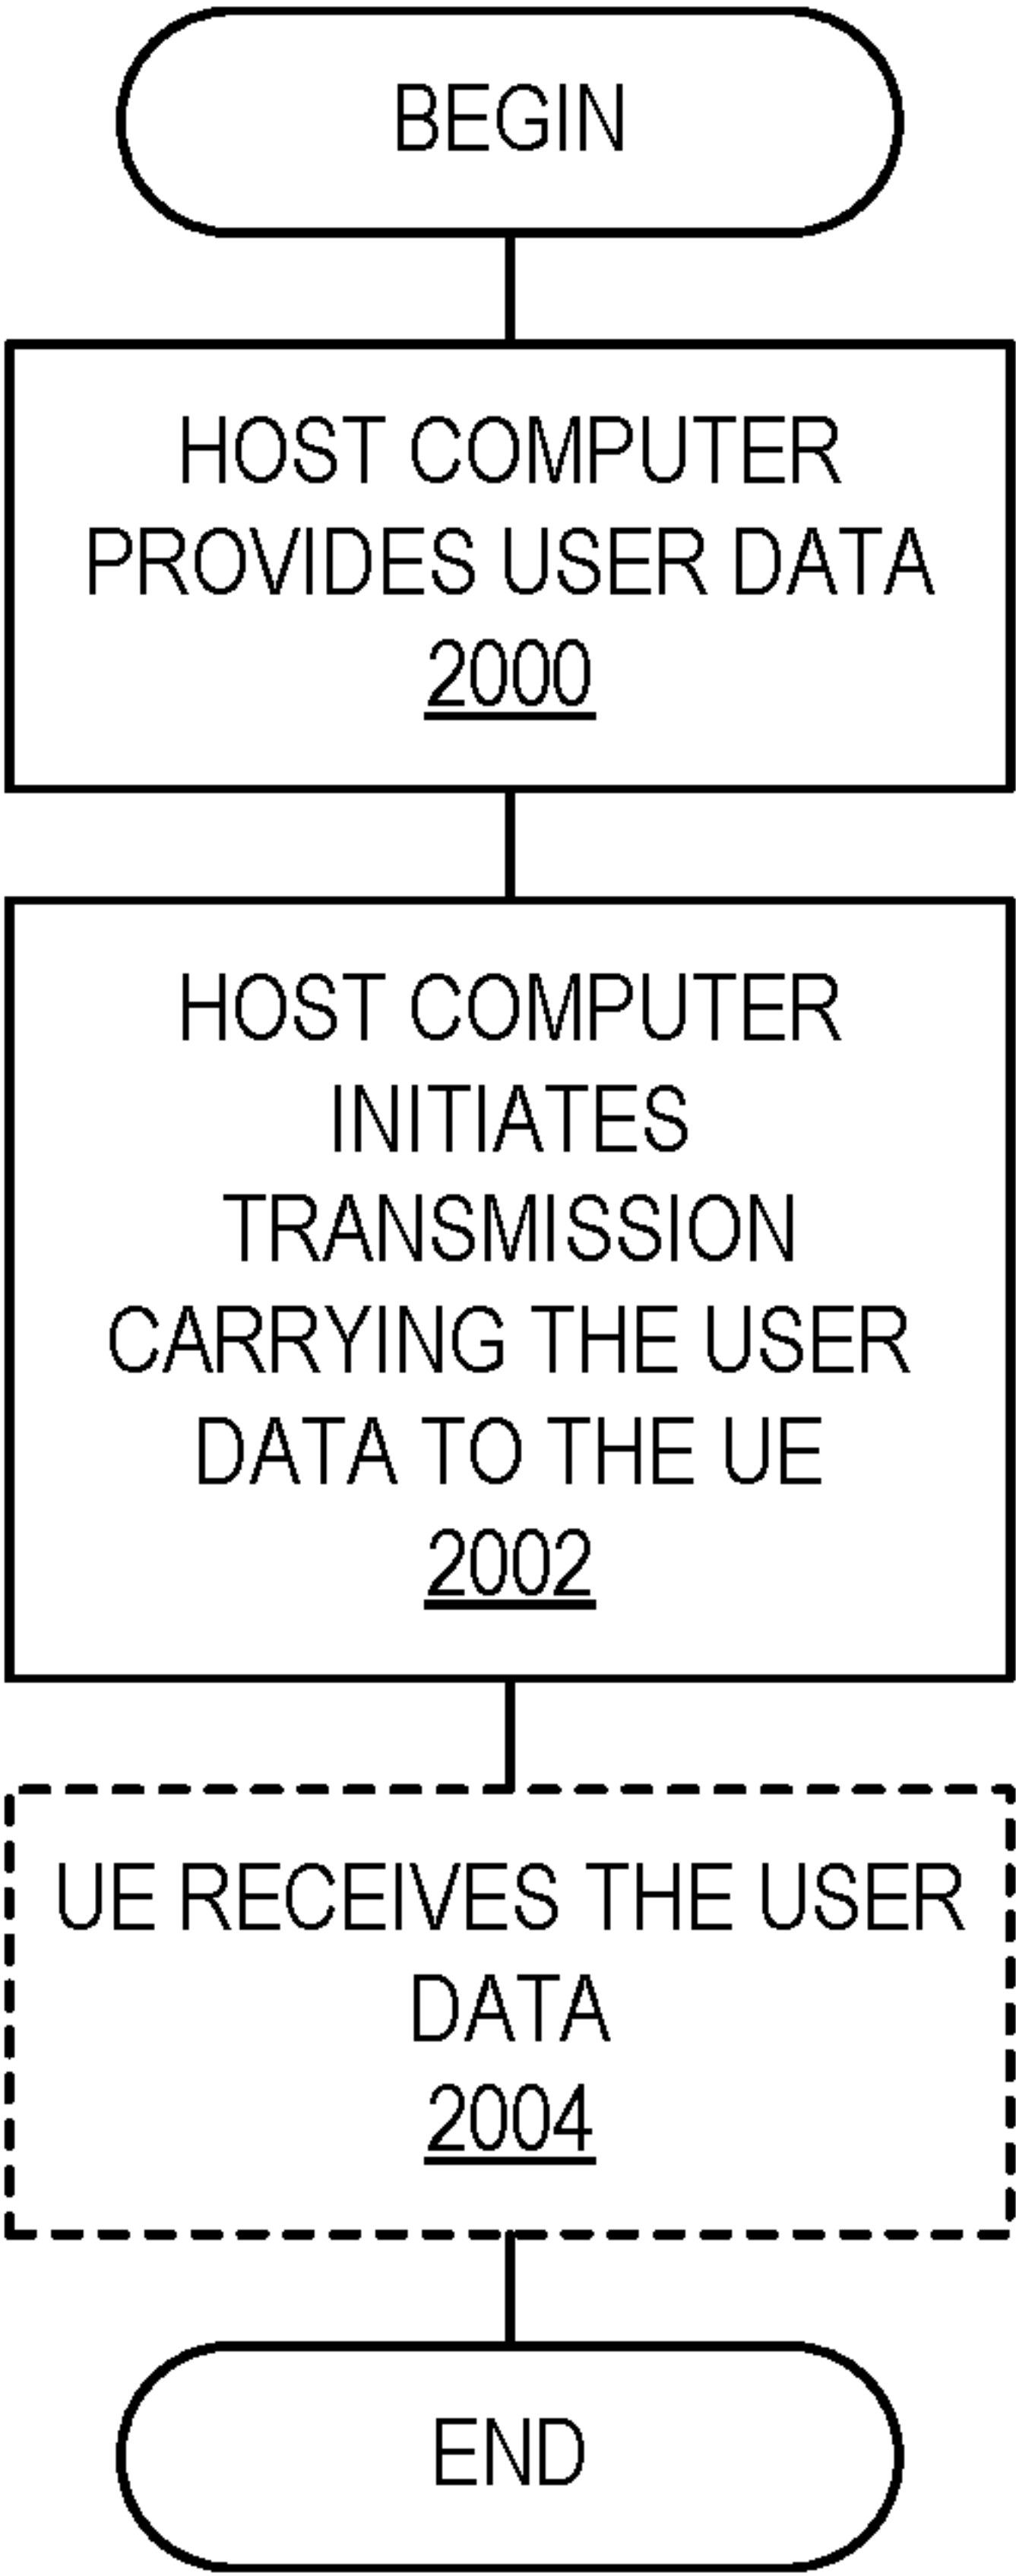 BEGIN
HOST COMPUTER
PROVIDES USER DATA
2000
HOST COMPUTER
INITIATES
TRANSMISSION
CARRYING THE USER
DATA TO THE UE
2002
UE RECEIVES THE USER
DATA
2004
END